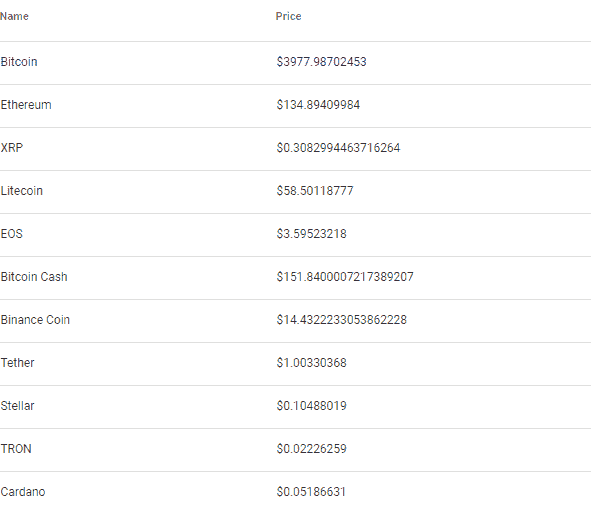 Name Price
Bitcoin $3977.98702453
Ethereum $134.89409984
XRP $0.3082994463716264
Litecoin $58.50118777
EOS $3.59523218
Bitcoin Cash $151.8400007217389207
Binance Coin $14.4322233053862228
Tether $1.00330368
Stellar $0.10488019
TRON $0.02226259
Cardano $0.05186631